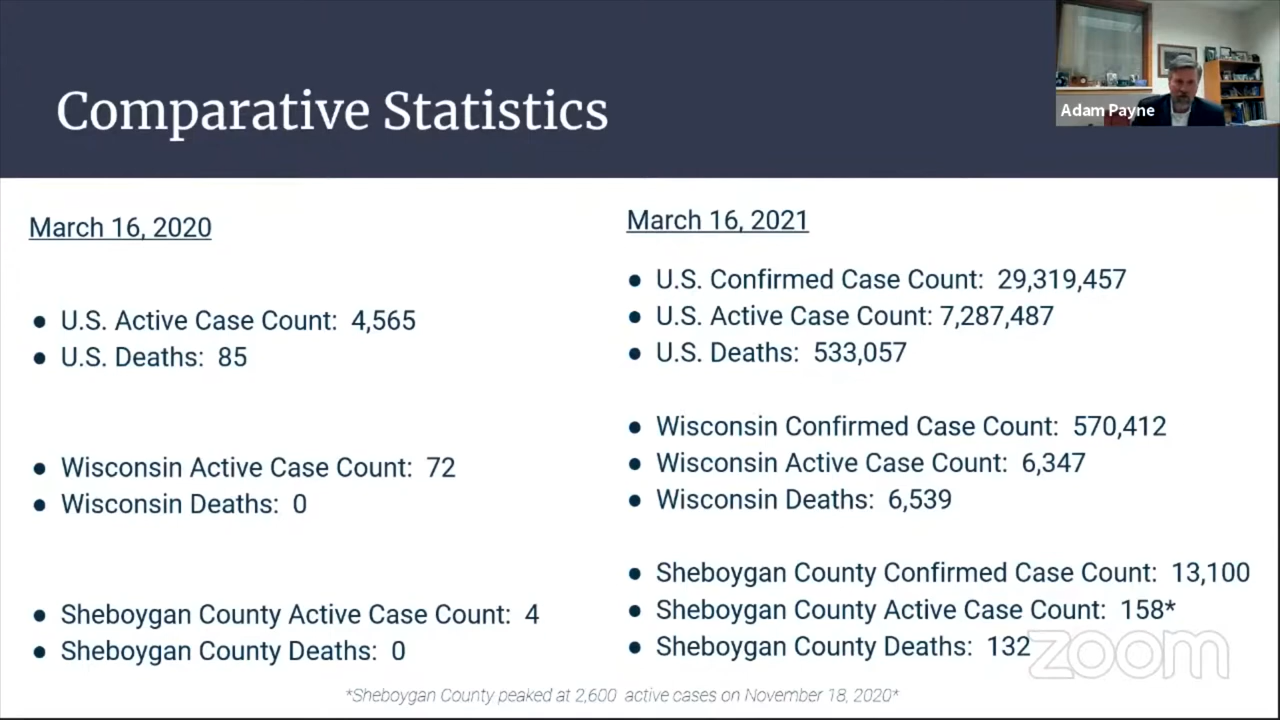 Comparative Statistics
Adam Payne
March 16, 2020
● U.S. Active Case Count: 4,565
● U.S. Deaths: 85
● Wisconsin Active Case Count: 72
● Wisconsin Deaths: 0
● Sheboygan County Active Case Count: 4
● Sheboygan County Deaths: 0
March 16, 2021
● U.S. Confirmed Case Count: 29,319,457
● U.S. Active Case Count: 7,287,487
● U.S. Deaths: 533,057
● Wisconsin Confirmed Case Count: 570,412
● Wisconsin Active Case Count: 6,347
● Wisconsin Deaths: 6,539
● Sheboygan County Confirmed Case Count: 13,100
● Sheboygan County Active Case Count: 158*
● Sheboygan County Deaths: 132
zoom
*Sheboygan County peaked at 2,600 active cases on November 18, 2020*